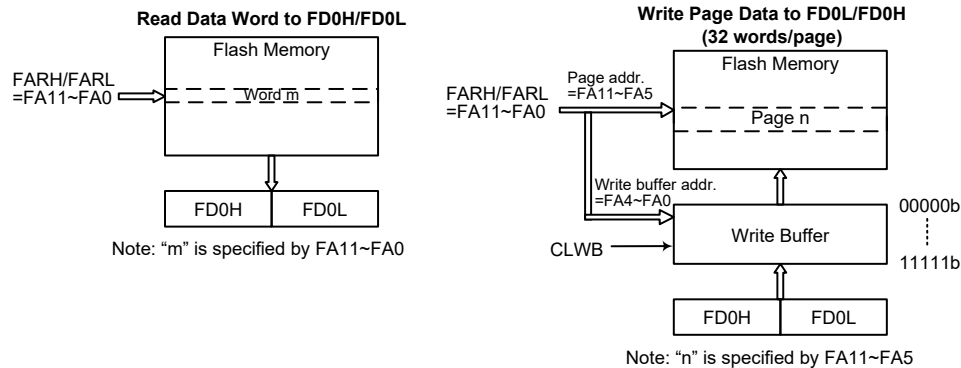 Read Data Word to FD0H/FD0L
Flash Memory
FARH/FARL
=FA11~FA0
Word m
FD0H
FD0L
Note: “m” is specified by FA11~FA0
Write Page Data to FD0L/FD0H
(32 words/page)
Flash Memory
Page addr.
=FA11~FA5
FARH/FARL
=FA11~FA0
Page n
Write buffer addr.
=FA4~FA0
00000b
Write Buffer
CLWB
11111b
FD0H
FD0L
Note: “n” is specified by FA11~FA5